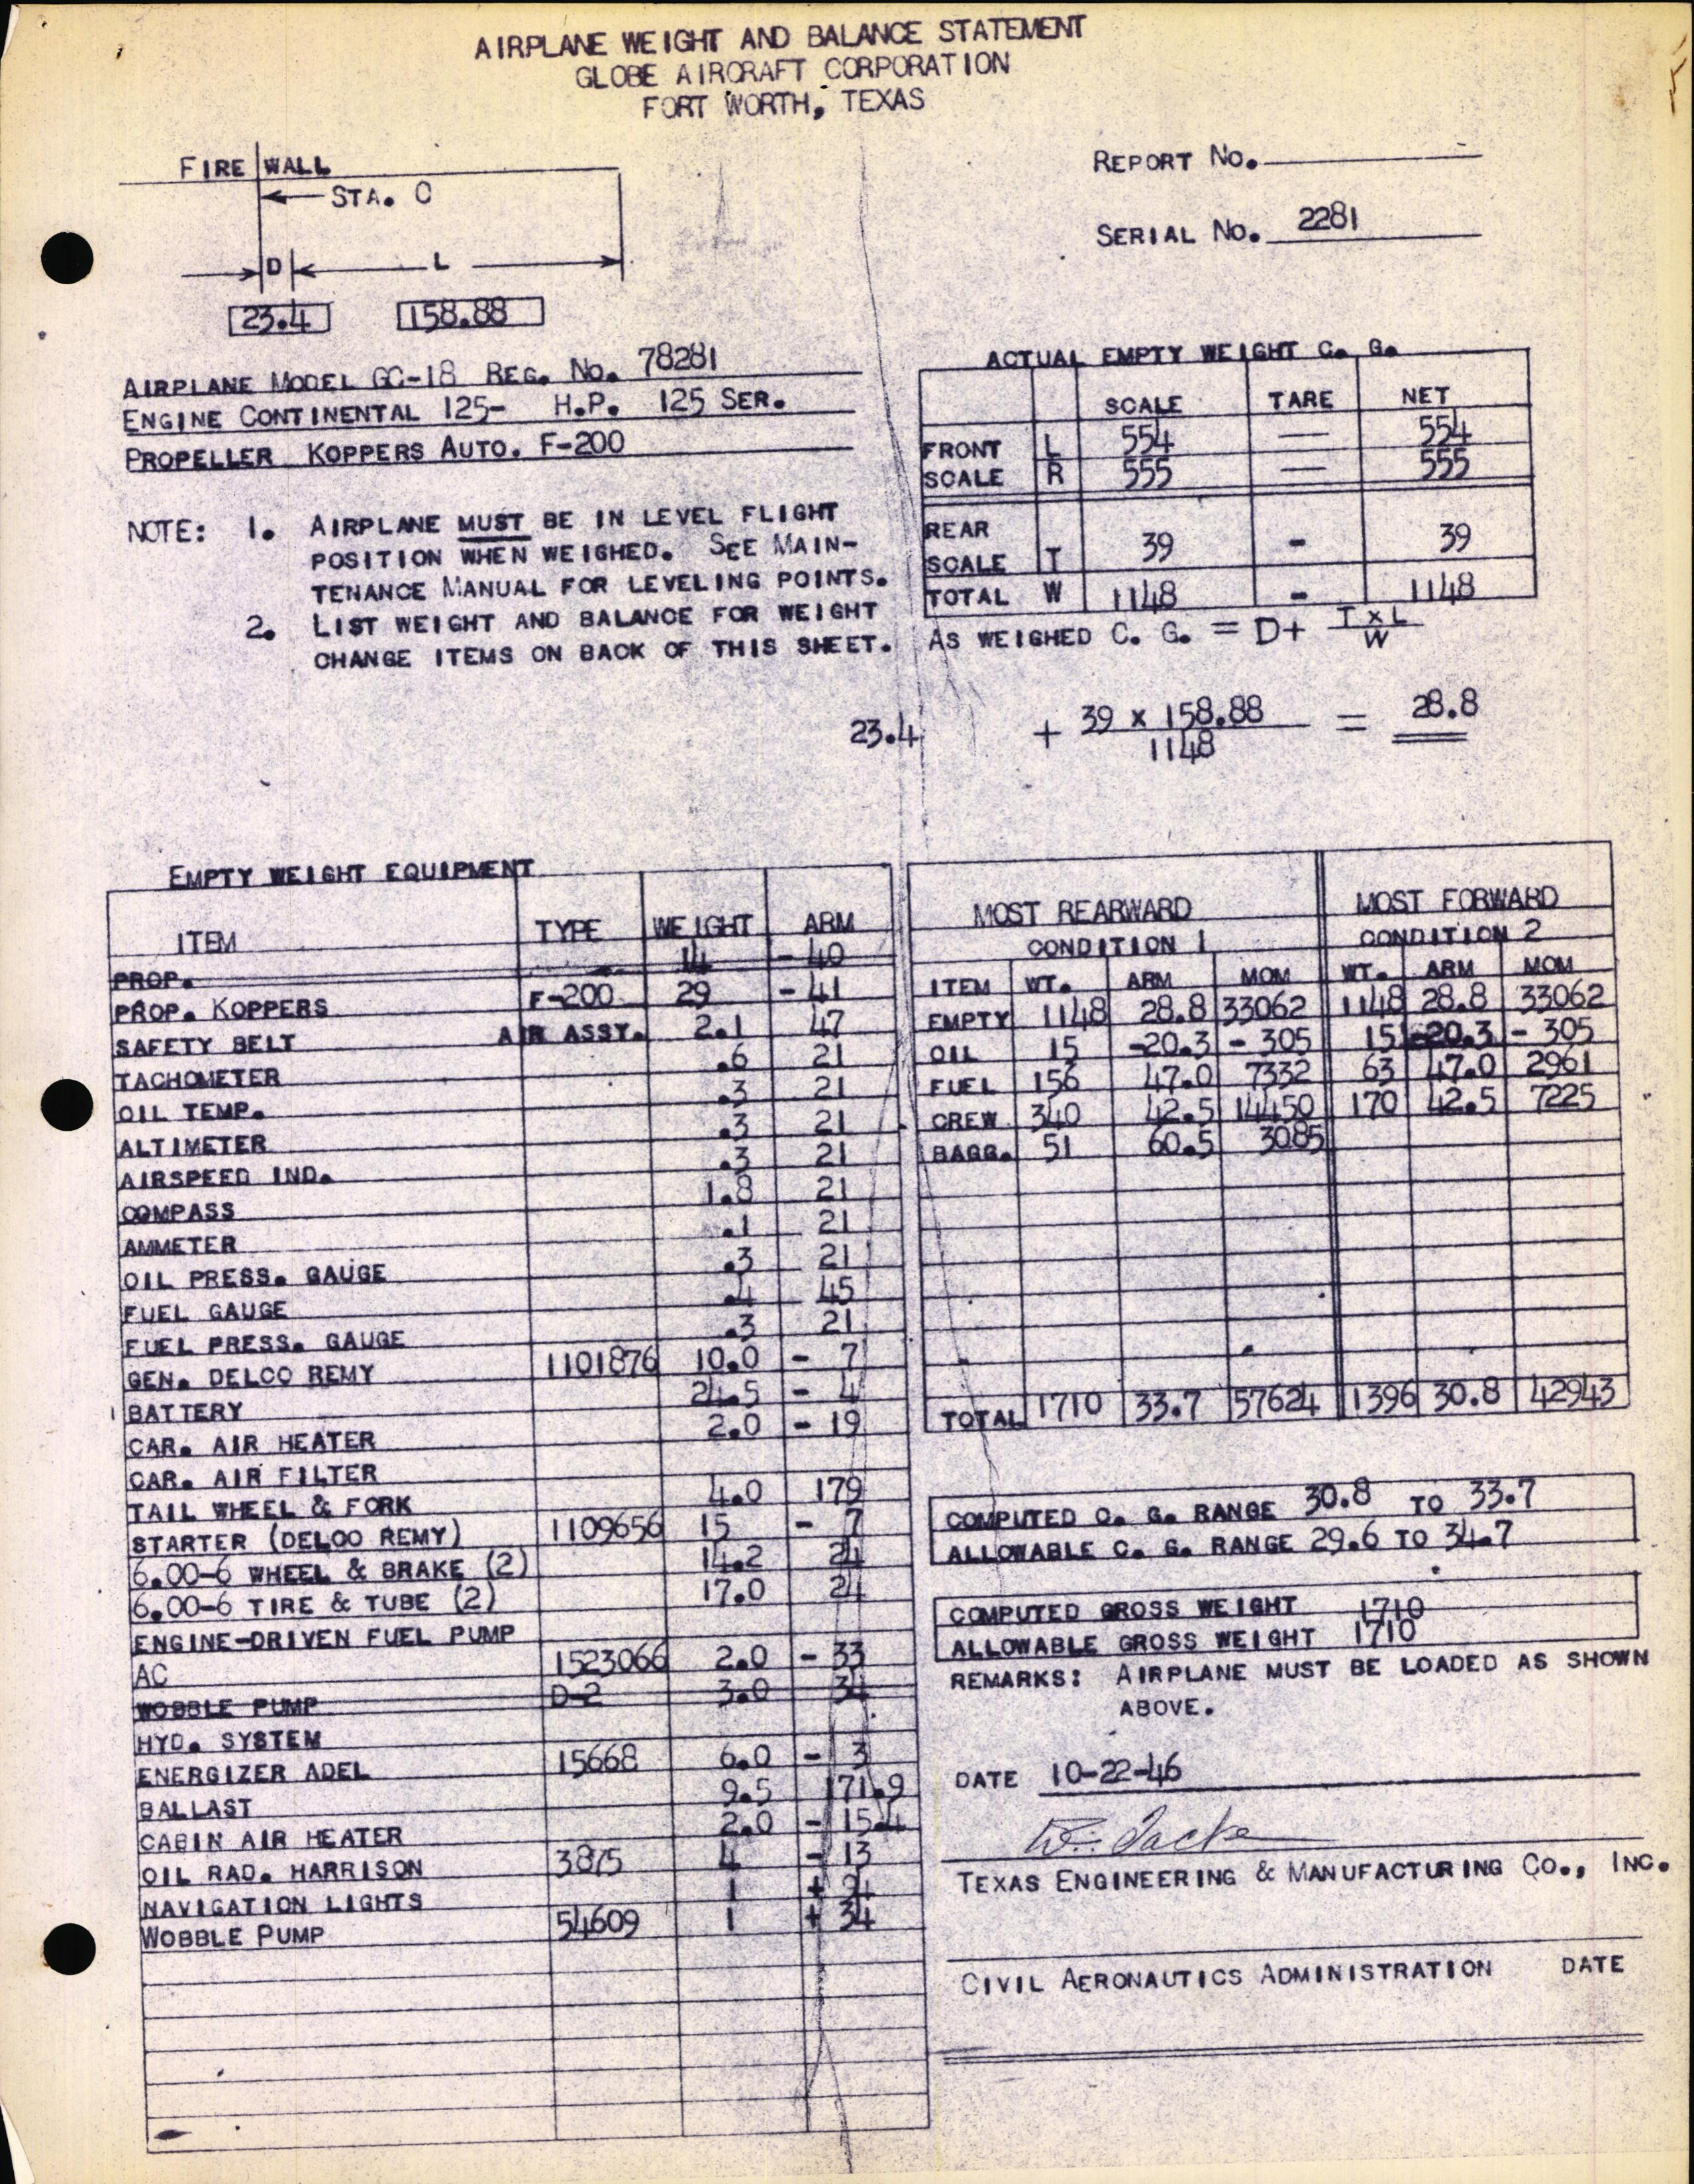 AIRPLANE WEIGHT AND BALANCE STATEMENT
GLOBE AIRCRAFT CORPORATION
FORT WORTH, TEXAS
FIRE WALL
STA. 0
D L
23.4 158.88
REPORT NO.
SERIAL NO. 2281
AIRPLANE MODEL GC-1B REG. NO. 78281
ENGINE CONTINENTAL 125- H.P. 125 SER.
PROPELLER KOPPERS AUTO. F-200
NOTE: 1. AIRPLANE MUST BE IN LEVEL FLIGHT
POSITION WHEN WEIGHED. SEE MAIN-
TENANCE MANUAL FOR LEVELING POINTS.
2. LIST WEIGHT AND BALANCE FOR WEIGHT
CHANGE ITEMS ON BACK OF THIS SHEET.
ACTUAL EMPTY WEIGHT C. G.
SCALE TARE NET
FRONT L 554 — 554
SCALE R 555 — 555
REAR
SCALE T 39 - 39
TOTAL W 1148 - 1148
AS WEIGHED C. G. = D+ T x L
W
23.4 + 39 x 158.88 = 28.8
1148
EMPTY WEIGHT EQUIPMENT
ITEM TYPE WEIGHT ARM
PROP. 14 - 40
PROP. KOPPERS F-200 29 - 41
SAFETY BELT AIR ASSY. 2.1 47
TACHOMETER .6 21
OIL TEMP. .3 21
ALTIMETER .3 21
AIRSPEED IND. .3 21
COMPASS 1.8 21
AMMETER .1 21
OIL PRESS. GAUGE .3 21
FUEL GAUGE .4 45
FUEL PRESS. GAUGE .3 21
GEN. DELCO REMY 1101876 10.0 - 7
BATTERY 24.5 - 4
CAR. AIR HEATER 2.0 - 19
CAR. AIR FILTER
TAIL WHEEL & FORK 4.0 179
STARTER (DELCO REMY) 1109656 15 - 7
6.00-6 WHEEL & BRAKE (2) 14.2 24
6.00-6 TIRE & TUBE (2) 17.0 24
ENGINE-DRIVEN FUEL PUMP
AC 1523066 2.0 - 33
WOBBLE PUMP D-2 3.0 34
HYD. SYSTEM
ENERGIZER ADEL 15668 6.0 - 3
BALLAST 9.5 171.9
CABIN AIR HEATER 2.0 - 15.4
OIL RAD. HARRISON 3875 4 - 13
NAVIGATION LIGHTS 1 + 94
WOBBLE PUMP 54609 1 + 34
MOST REARWARD MOST FORWARD
CONDITION 1 CONDITION 2
ITEM WT. ARM MOM WT. ARM MOM
EMPTY 1148 28.8 33062 1148 28.8 33062
OIL 15 -20.3 - 305 15 -20.3 - 305
FUEL 156 47.0 7332 63 47.0 2961
CREW 340 42.5 14450 170 42.5 7225
BAGG. 51 60.5 3085
TOTAL 1710 33.7 57624 1396 30.8 42943
COMPUTED C. G. RANGE 30.8 TO 33.7
ALLOWABLE C. G. RANGE 29.6 TO 34.7
COMPUTED GROSS WEIGHT 1710
ALLOWABLE GROSS WEIGHT 1710
REMARKS: AIRPLANE MUST BE LOADED AS SHOWN
ABOVE.
DATE 10-22-46
TEXAS ENGINEERING & MANUFACTURING CO., INC.
CIVIL AERONAUTICS ADMINISTRATION DATE